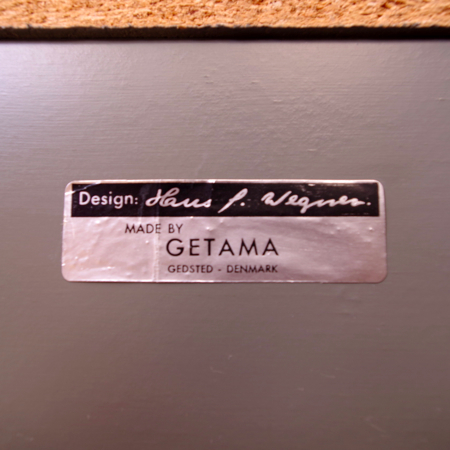 Design: Hans J. Wegner.
MADE BY
GETAMA
GEDSTED - DENMARK